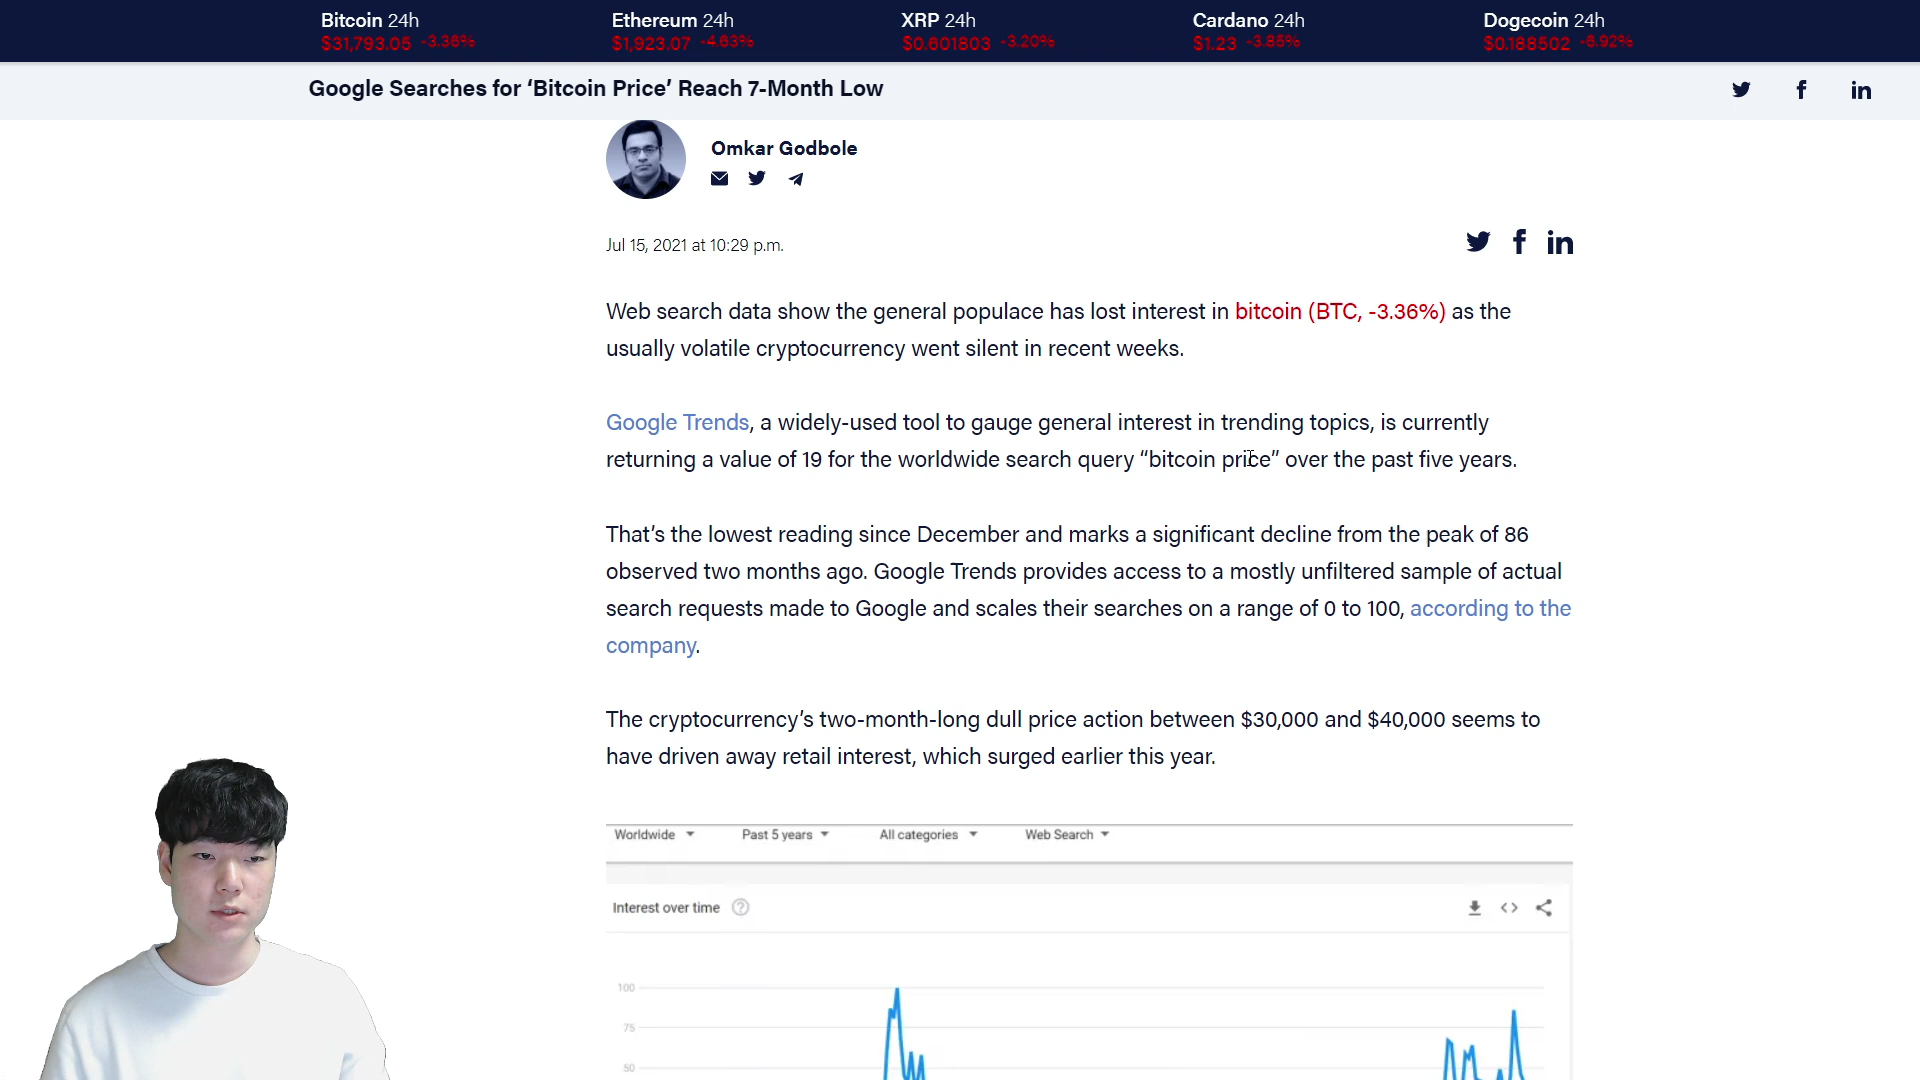 Bitcoin 24h
$31,793.05 -3.36%
Ethereum 24h
$1,923.07 -4.63%
XRP 24h
$0.601803 -3.20%
Cardano 24h
$1.23 -3.85%
Dogecoin 24h
$0.188502 -6.92%
Google Searches for ‘Bitcoin Price’ Reach 7-Month Low
Omkar Godbole
Jul 15, 2021 at 10:29 p.m.
Web search data show the general populace has lost interest in bitcoin (BTC, -3.36%) as the
usually volatile cryptocurrency went silent in recent weeks.
Google Trends, a widely-used tool to gauge general interest in trending topics, is currently
returning a value of 19 for the worldwide search query “bitcoin price” over the past five years.
That’s the lowest reading since December and marks a significant decline from the peak of 86
observed two months ago. Google Trends provides access to a mostly unfiltered sample of actual
search requests made to Google and scales their searches on a range of 0 to 100, according to the
company.
The cryptocurrency’s two-month-long dull price action between $30,000 and $40,000 seems to
have driven away retail interest, which surged earlier this year.
Worldwide Past 5 years All categories Web Search
Interest over time
100
75
50